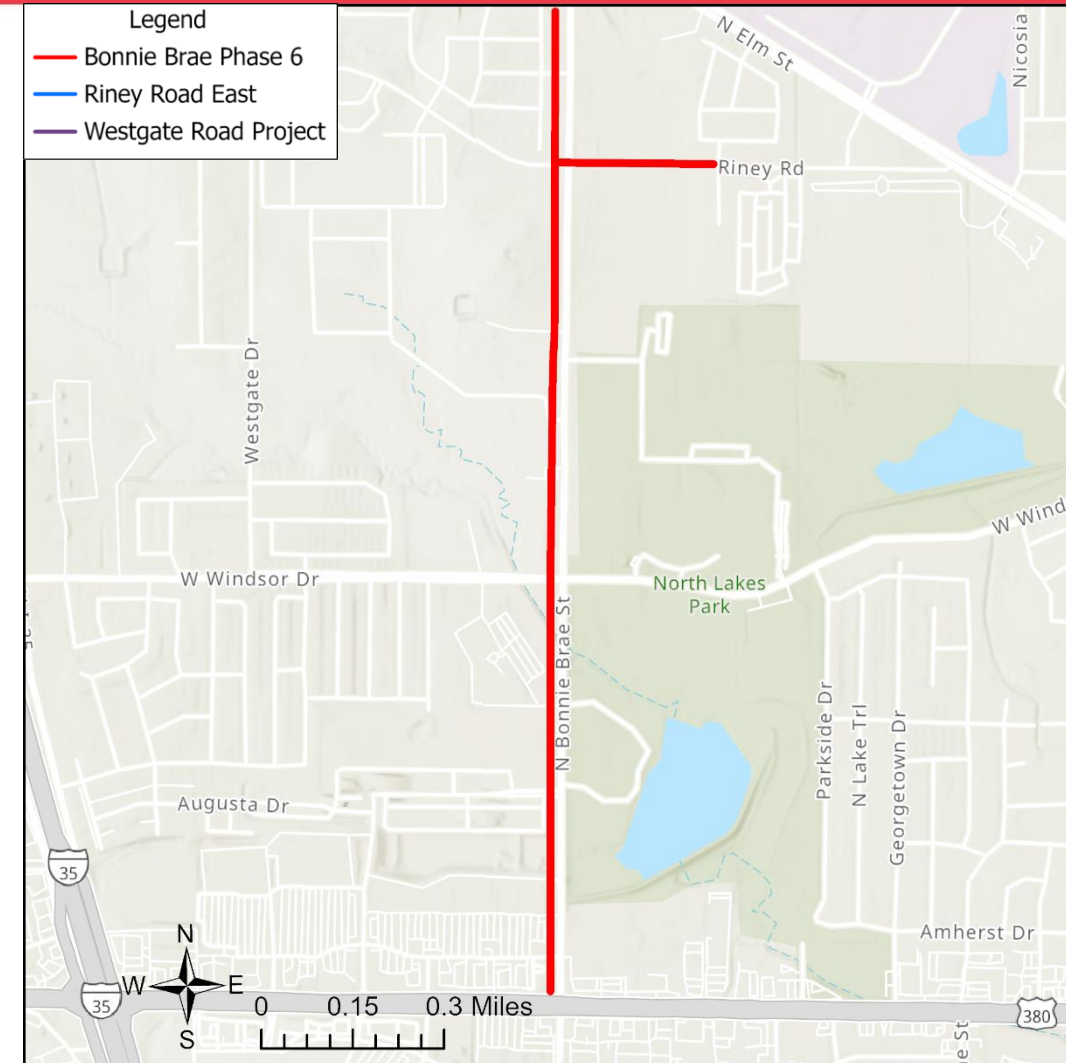 Legend
Bonnie Brae Phase 6
Riney Road East
Westgate Road Project
N Elm St
Nicosia
Riney Rd
Westgate Dr
W Wind
W Windsor Dr
North Lakes
Park
N Bonnie Brae St
Parkside Dr
N Lake Trl
Georgetown Dr
Augusta Dr
35
Amherst Dr
N
W
E
S
0 0.15 0.3 Miles
35
380
e St